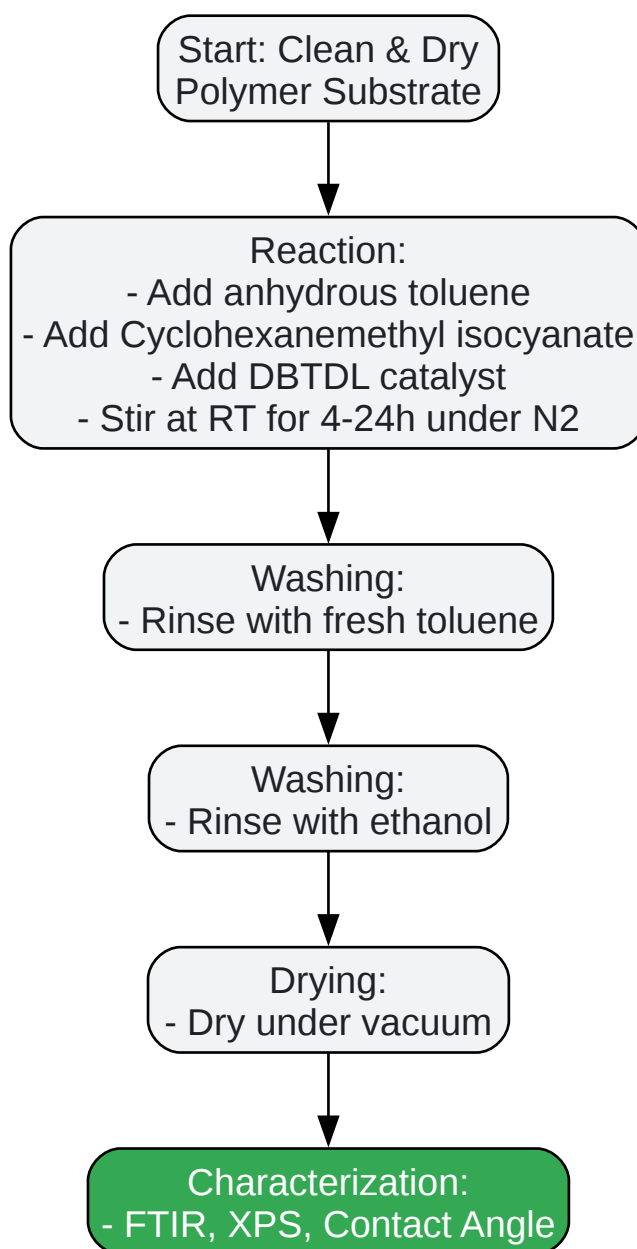 Start: Clean & Dry
Polymer Substrate
Reaction:
- Add anhydrous toluene
- Add Cyclohexanemethyl isocyanate
- Add DBTDL catalyst
- Stir at RT for 4-24h under N2
Washing:
- Rinse with fresh toluene
Washing:
- Rinse with ethanol
Drying:
- Dry under vacuum
Characterization:
- FTIR, XPS, Contact Angle